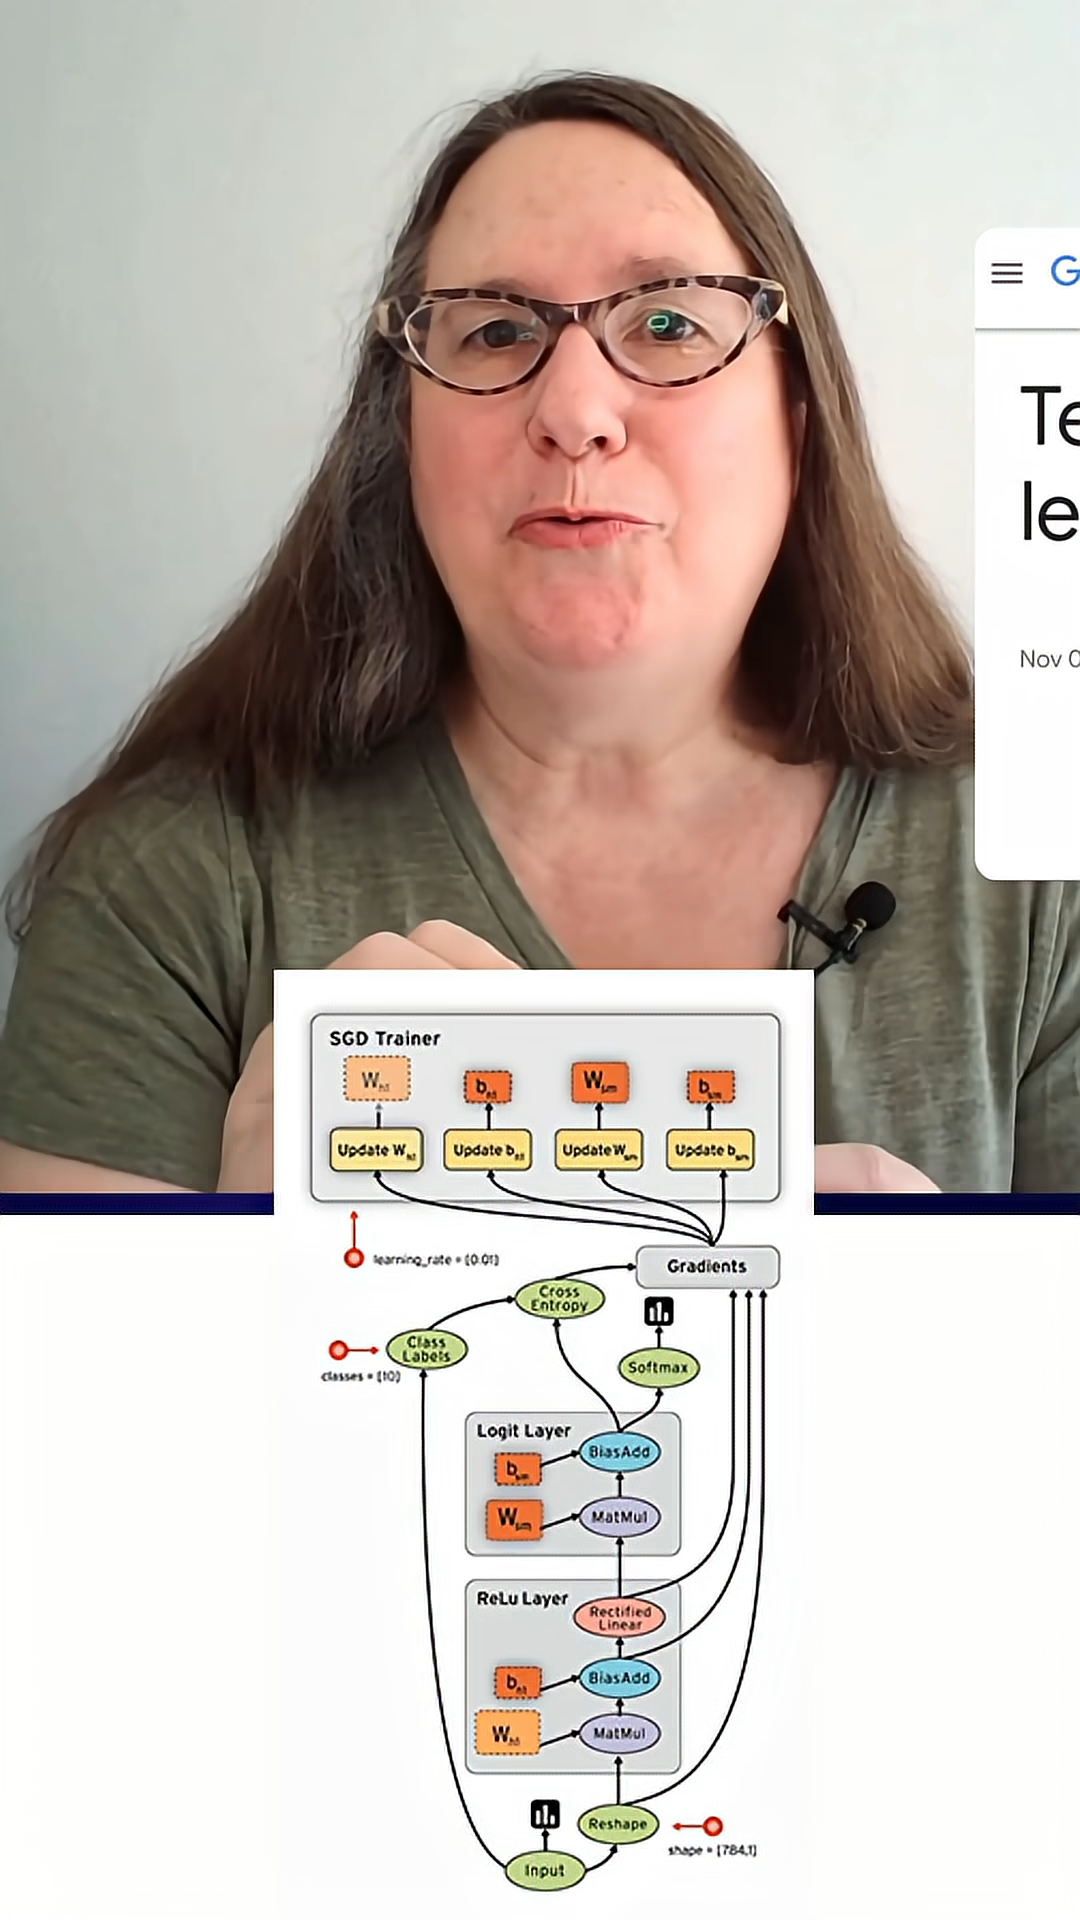 G
Te
le
Nov 0
SGD Trainer
W
b
W
b
Update W
Update b
Update W
Update b
learning_rate = [0.01]
Gradients
Cross
Entropy
Class
Labels
classes = [10]
Softmax
Logit Layer
BiasAdd
b
W
MatMul
ReLu Layer
Rectified
Linear
b
BiasAdd
W
MatMul
Reshape
shape = [784,1]
Input